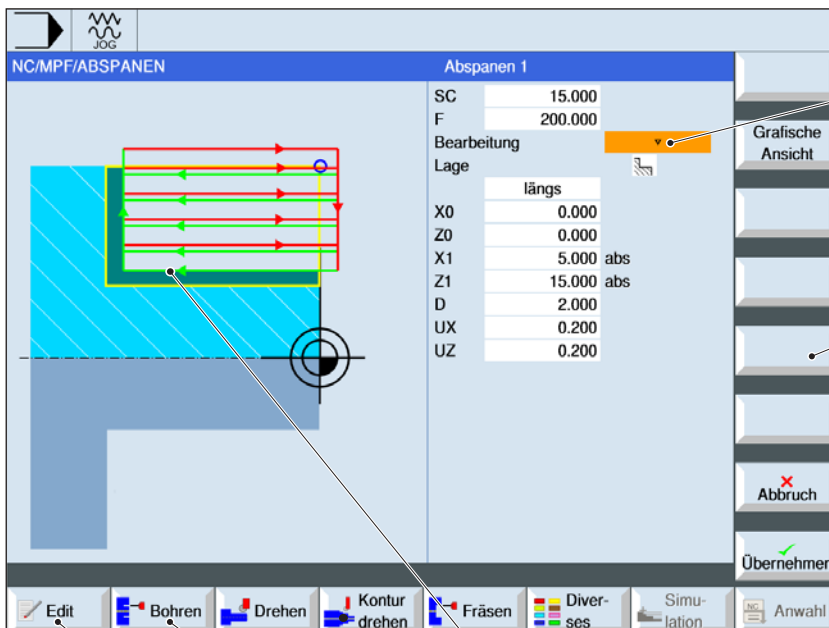 JOG
NC/MPF/ABSPANEN
Abspanen 1
SC 15.000
F 200.000
Bearbeitung
Lage
längs
X0 0.000
Z0 0.000
X1 5.000 abs
Z1 15.000 abs
D 2.000
UX 0.200
UZ 0.200
Grafische
Ansicht
Abbruch
Übernehmen
Edit
Bohren
Drehen
Kontur
drehen
Fräsen
Diver-
ses
Simu-
lation
NC
Anwahl